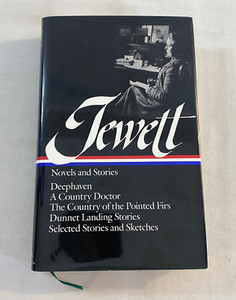 Jewett
Novels and Stories
Deephaven
A Country Doctor
The Country of the Pointed Firs
Dunnet Landing Stories
Selected Stories and Sketches